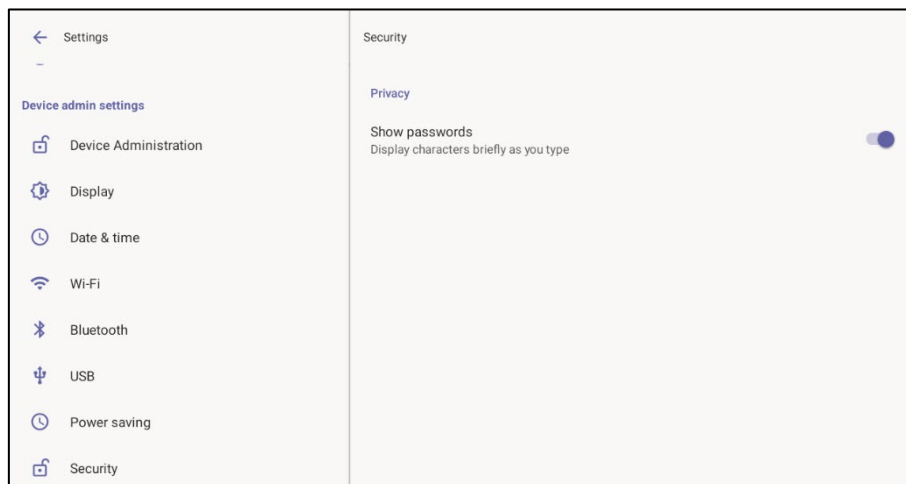 Settings
Device admin settings
Device Administration
Display
Date & time
Wi-Fi
Bluetooth
USB
Power saving
Security
Security
Privacy
Show passwords
Display characters briefly as you type